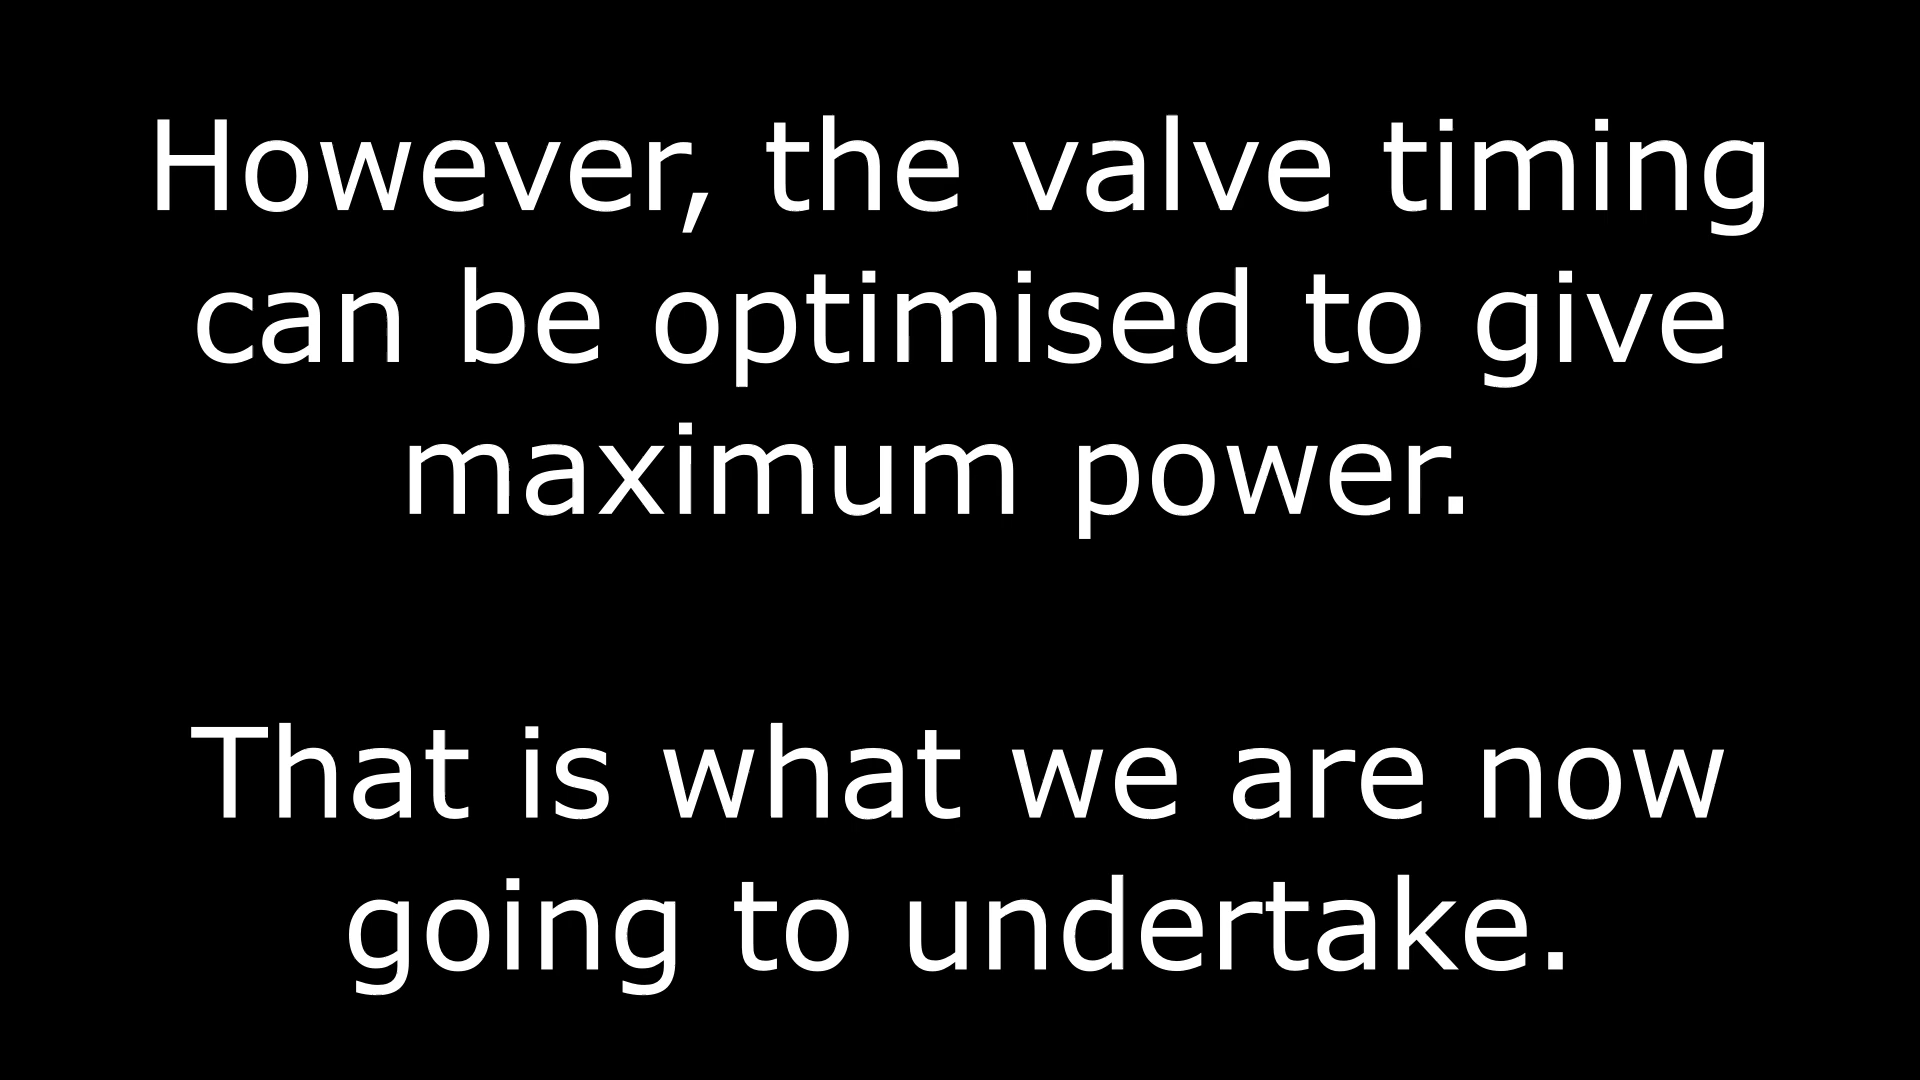 However, the valve timing
can be optimised to give
maximum power.
That is what we are now
going to undertake.